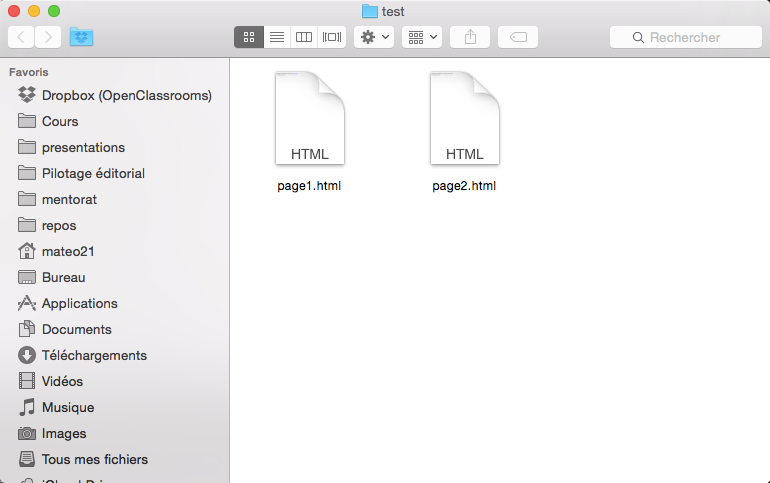 test
Rechercher
Favoris
Dropbox (OpenClassrooms)
Cours
presentations
Pilotage éditorial
mentorat
repos
mateo21
Bureau
Applications
Documents
Téléchargements
Vidéos
Musique
Images
Tous mes fichiers
HTML
HTML
page1.html
page2.html